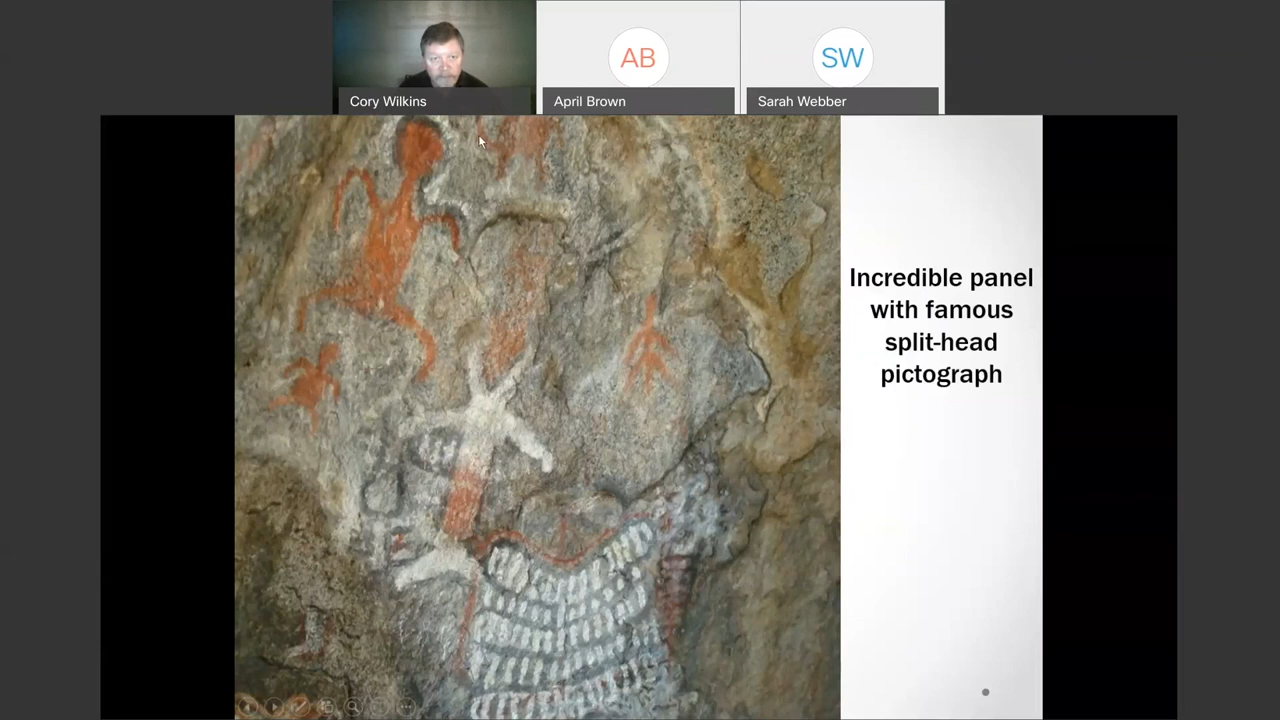 AB
SW
Cory Wilkins
April Brown
Sarah Webber
Incredible panel
with famous
split-head
pictograph